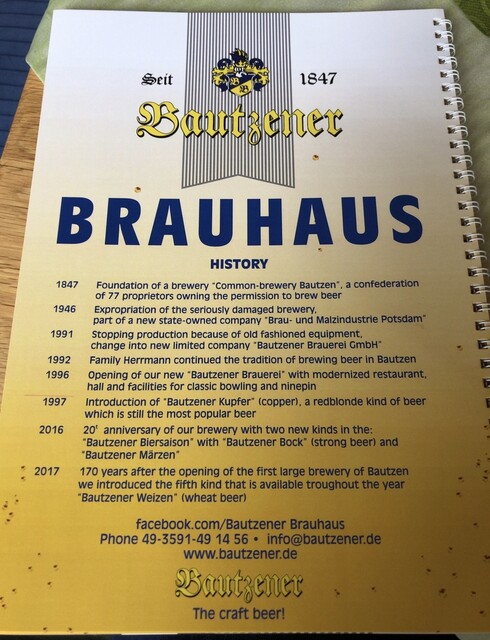 Seit 1847
Bautzener
BRAUHAUS
HISTORY
1847 Foundation of a brewery "Common-brewery Bautzen", a confederation
of 77 proprietors owning the permission to brew beer
1946 Expropriation of the seriously damaged brewery,
part of a new state-owned company "Brau- und Malzindustrie Potsdam"
1991 Stopping production because of old fashioned equipment,
change into new limited company "Bautzener Brauerei GmbH"
1992 Family Herrmann continued the tradition of brewing beer in Bautzen
1996 Opening of our new "Bautzener Brauerei" with modernized restaurant,
hall and facilities for classic bowling and ninepin
1997 Introduction of "Bautzener Kupfer" (copper), a redblonde kind of beer
which is still the most popular beer
2016 20ᵗ anniversary of our brewery with two new kinds in the:
"Bautzener Biersaison" with "Bautzener Bock" (strong beer) and
"Bautzener Märzen"
2017 170 years after the opening of the first large brewery of Bautzen
we introduced the fifth kind that is available troughout the year
"Bautzener Weizen" (wheat beer)
facebook.com/Bautzener Brauhaus
Phone 49-3591-49 14 56 • info@bautzener.de
www.bautzener.de
Bautzener
The craft beer!